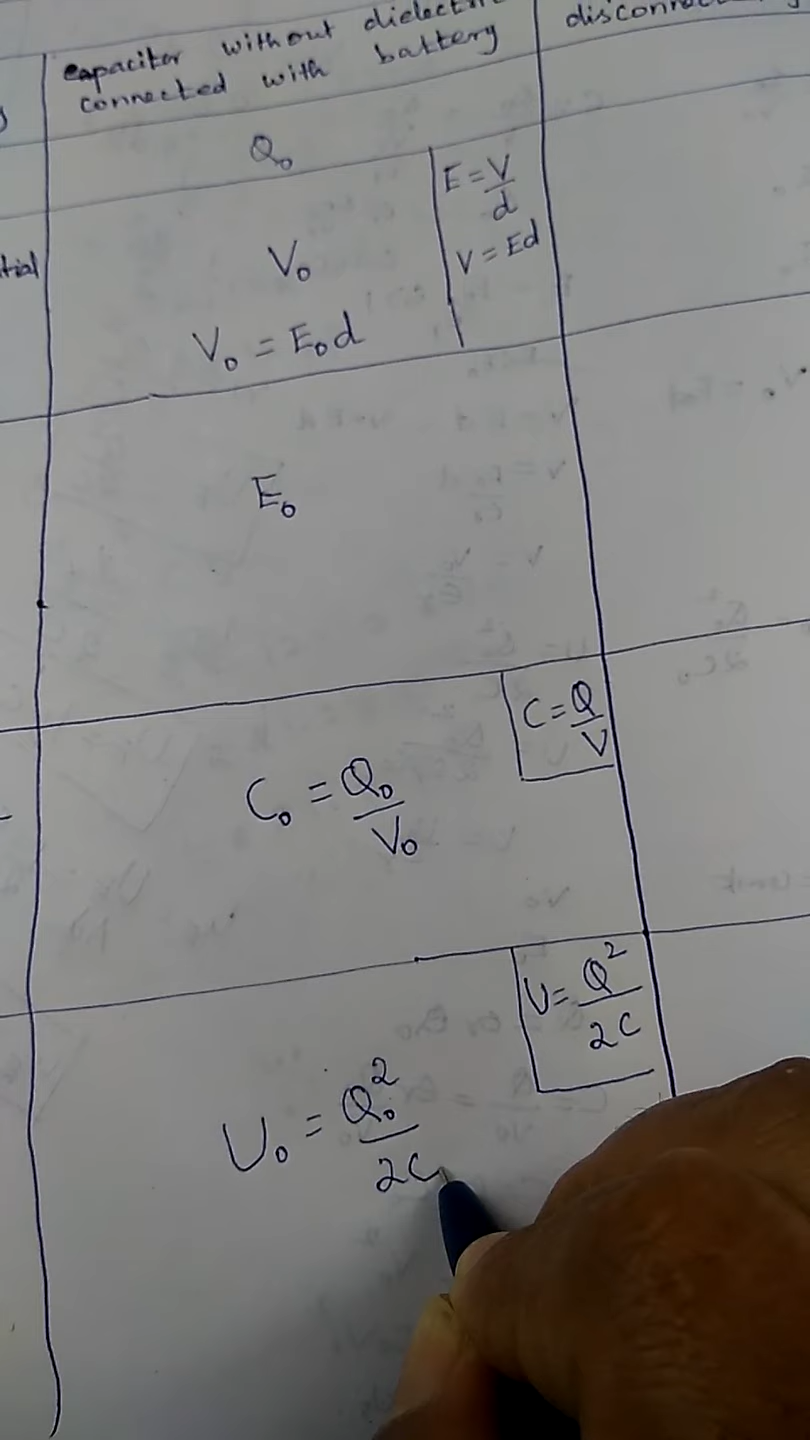 capacitor without dielectric
connected with battery
Q₀
E = V/d
V = Ed
V₀
V₀ = E₀d
E₀
C = Q/V
C₀ = Q₀/V₀
U = Q²/2C
U₀ = Q₀²/2C